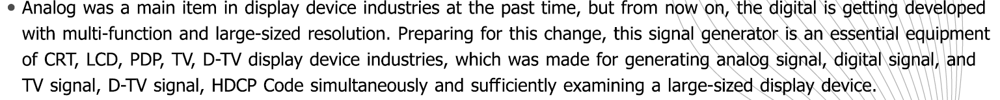 • Analog was a main item in display device industries at the past time, but from now on, the digital is getting developed
with multi-function and large-sized resolution. Preparing for this change, this signal generator is an essential equipment
of CRT, LCD, PDP, TV, D-TV display device industries, which was made for generating analog signal, digital signal, and
TV signal, D-TV signal, HDCP Code simultaneously and sufficiently examining a large-sized display device.